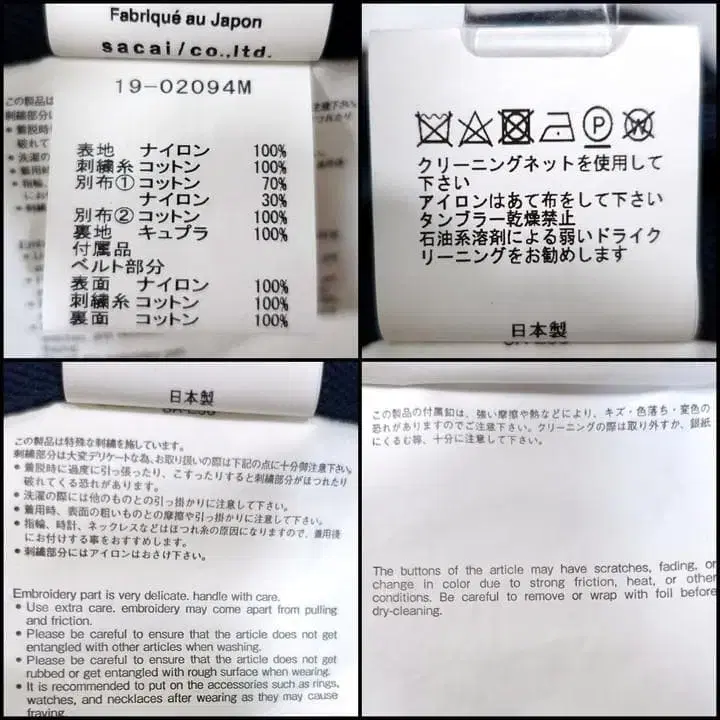 Fabriqué au Japon
sacai/co.,ltd.
19-02094M
表地 ナイロン 100%
刺繍糸 コットン 100%
別布① コットン 70%
ナイロン 30%
別布② コットン 100%
裏地 キュプラ 100%
付属品
ベルト部分
表面 ナイロン 100%
刺繍糸 コットン 100%
裏面 コットン 100%
この製品は
刺繍部分
P
W
クリーニングネットを使用して
下さい
アイロンはあて布をして下さい
タンブラー乾燥禁止
石油系溶剤による弱いドライク
リーニングをお勧めします
日本製
日本製
この製品は特殊な刺繍を施しています。
刺繍部分は大変デリケートな為、お取り扱いの際は下記の点に十分御注意下さい。
• 着脱時に過度に引っ張ったり、こすったりすると刺繍部分がほつれたり
破れてくる恐れがあります。
• 洗濯の際には他のものとの引っ掛かりに注意して下さい。
• 着用時、表面の粗いものとの摩擦や引っ掛かりに注意して下さい。
• 指輪、時計、ネックレスなどはほつれ糸の原因になりますので、着用後
にお付けする事をおすすめします。
• 刺繍部分にはアイロンはおさけ下さい。
Embroidery part is very delicate. handle with care.
• Use extra care. embroidery may come apart from pulling
and friction.
• Please be careful to ensure that the article does not get
entangled with other articles when washing.
• Please be careful to ensure that the article does not get
rubbed or get entangled with rough surface when wearing.
• It is recommended to put on the accessories such as rings,
watches, and necklaces after wearing as they may cause
fraying.
この製品の付属釦は、強い摩擦や熱などにより、キズ・色落ち・変色の
恐れがありますのでご注意下さい。クリーニングの際は取り外すか、銀紙
にくるむ等、十分に注意して下さい。
The buttons of the article may have scratches, fading, or
change in color due to strong friction, heat, or other
conditions. Be careful to remove or wrap with foil before
dry-cleaning.